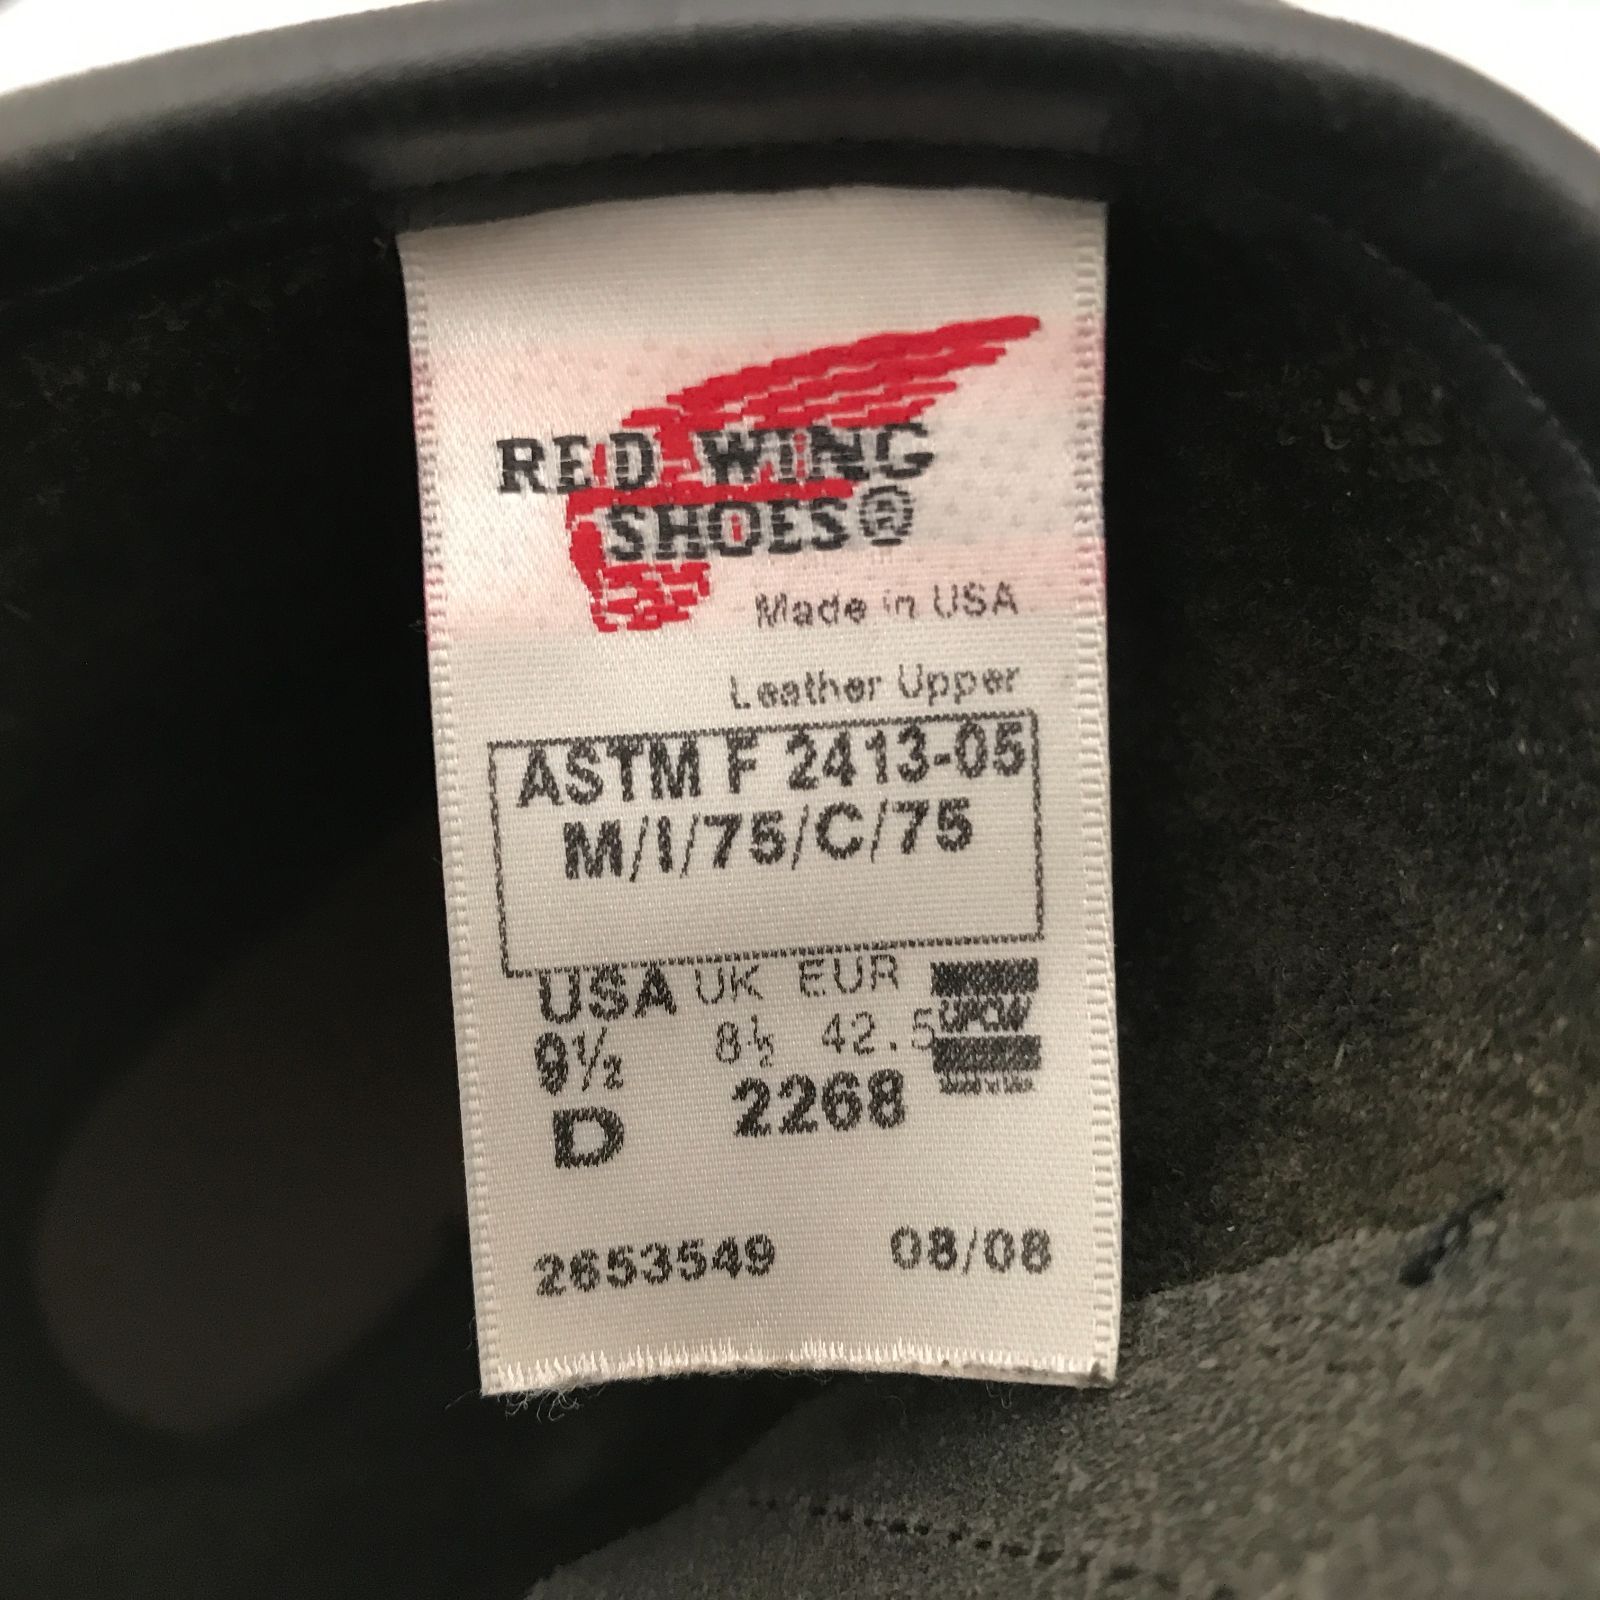 RED WING
SHOES®
Made in USA
Leather Upper
ASTM F 2413-05
M/I/75/C/75
USA UK EUR
9½ 8½ 42.5
UFCW
D 2268
2653549 08/08